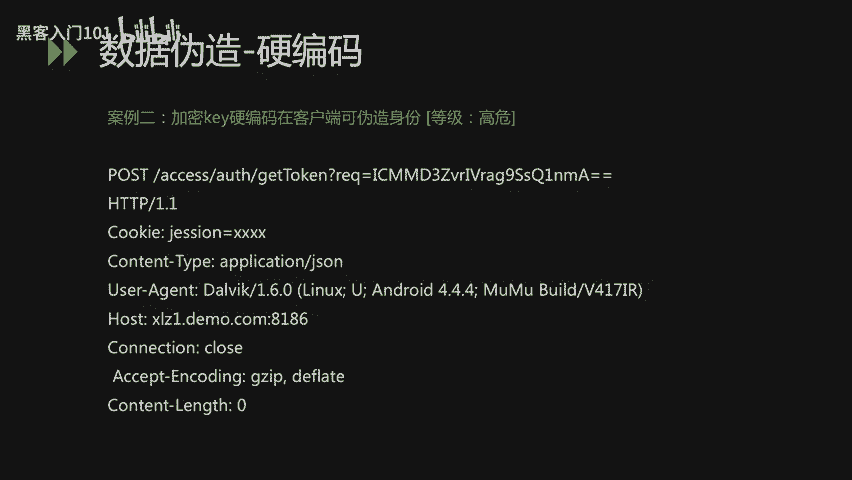 黑客入门101 bilibili
数据伪造-硬编码
案例二：加密key硬编码在客户端可伪造身份 [等级：高危]
POST /access/auth/getToken?req=ICMMD3ZvrIVrag9SsQ1nmA==
HTTP/1.1
Cookie: jession=xxxx
Content-Type: application/json
User-Agent: Dalvik/1.6.0 (Linux; U; Android 4.4.4; MuMu Build/V417IR)
Host: xlz1.demo.com:8186
Connection: close
Accept-Encoding: gzip, deflate
Content-Length: 0